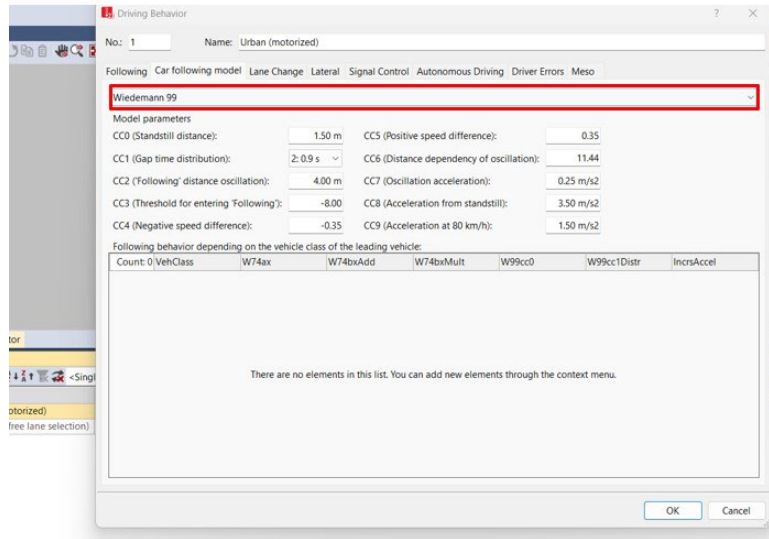 Driving Behavior
? ×
No.: 1 Name: Urban (motorized)
Following Car following model Lane Change Lateral Signal Control Autonomous Driving Driver Errors Meso
Wiedemann 99
Model parameters
CC0 (Standstill distance): 1.50 m CC5 (Positive speed difference): 0.35
CC1 (Gap time distribution): 2: 0.9 s CC6 (Distance dependency of oscillation): 11.44
CC2 ('Following' distance oscillation): 4.00 m CC7 (Oscillation acceleration): 0.25 m/s2
CC3 (Threshold for entering 'Following'): -8.00 CC8 (Acceleration from standstill): 3.50 m/s2
CC4 (Negative speed difference): -0.35 CC9 (Acceleration at 80 km/h): 1.50 m/s2
Following behavior depending on the vehicle class of the leading vehicle:
Count: 0 VehClass W74ax W74bxAdd W74bxMult W99cc0 W99cc1Distr IncrsAccel
tor
<Singl
There are no elements in this list. You can add new elements through the context menu.
otorized)
free lane selection)
OK Cancel